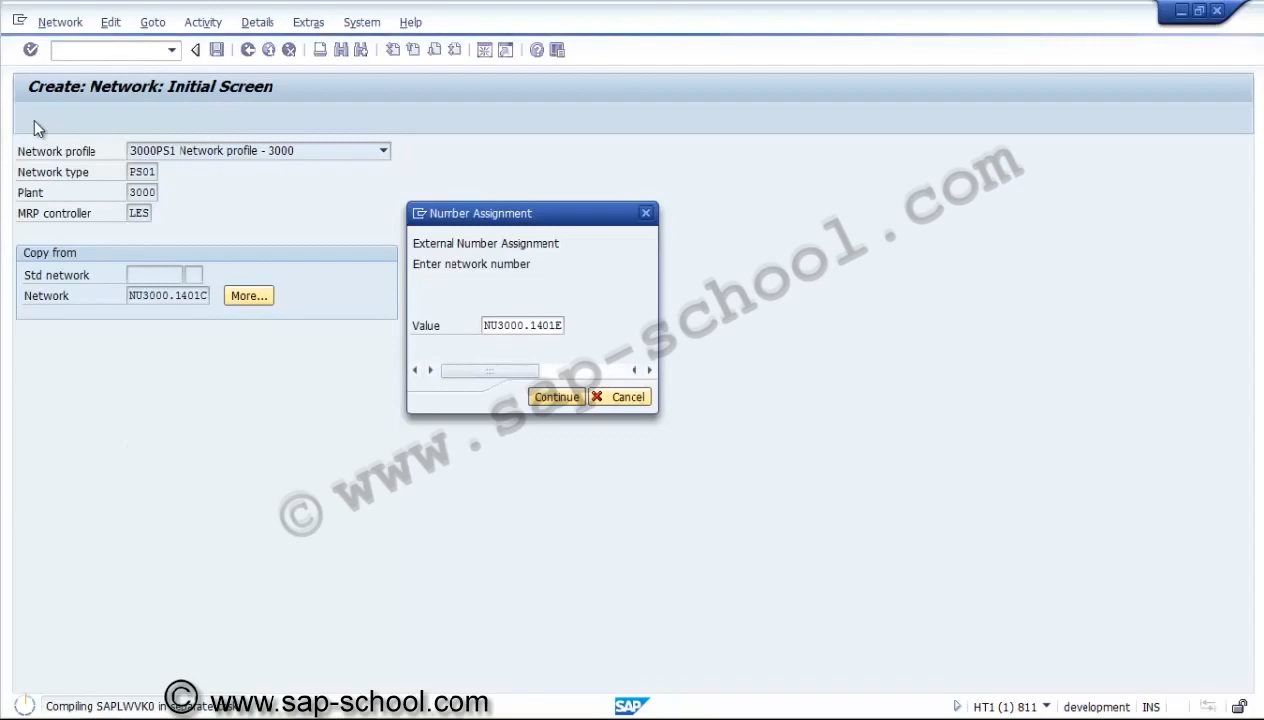 Network Edit Goto Activity Details Extras System Help
Create: Network: Initial Screen
Network profile 3000PS1 Network profile - 3000
Network type PS01
Plant 3000
MRP controller LES
Copy from
Std network
Network NU3000.1401C More...
Number Assignment
External Number Assignment
Enter network number
Value NU3000.1401E
Continue Cancel
© www.sap-school.com
Compiling SAPLWVK0 in separate task
© www.sap-school.com
SAP
HT1 (1) 811 development INS